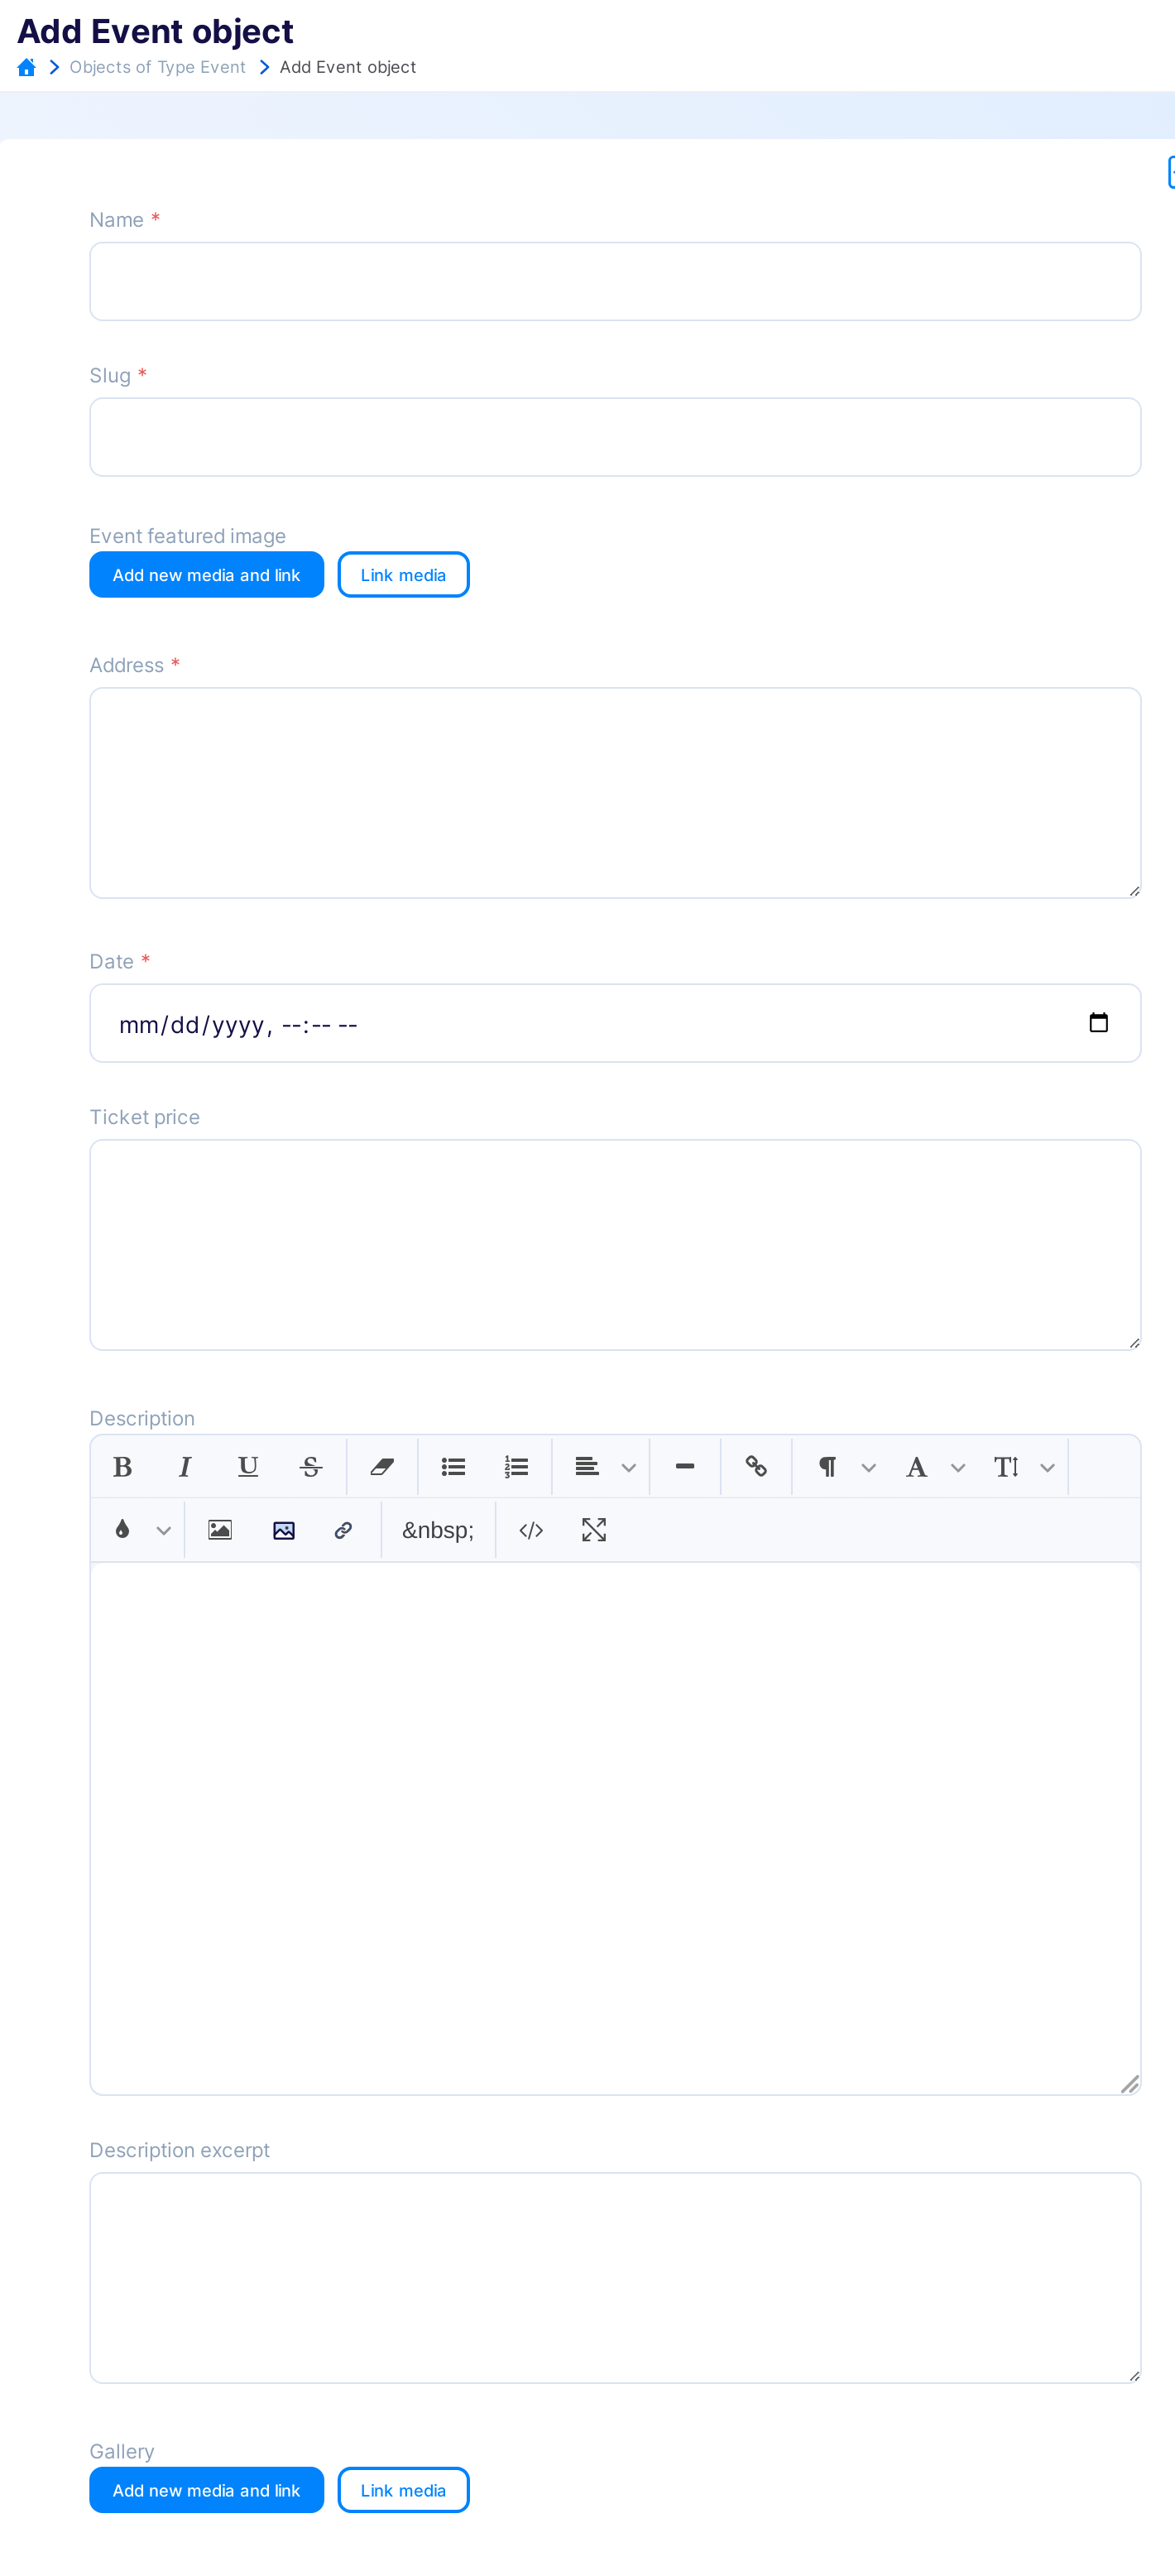 Add Event object
Objects of Type Event > Add Event object
Name *
Slug *
Event featured image
Add new media and link Link media
Address *
Date *
mm/dd/yyyy, --:-- --
Ticket price
Description
&nbsp;
Description excerpt
Gallery
Add new media and link Link media